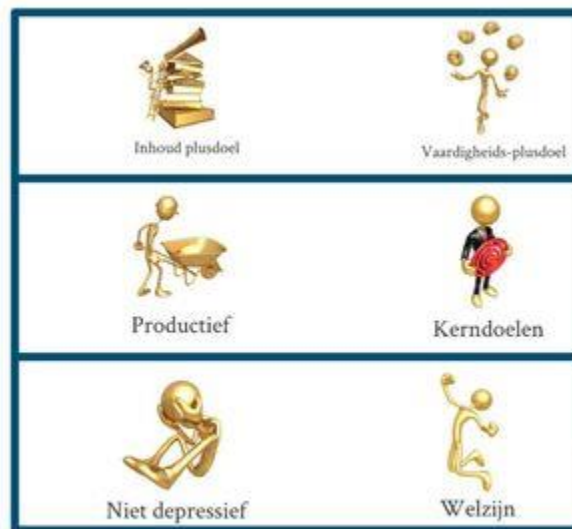 Inhoud plusdoel
Vaardigheids-plusdoel
Productief
Kerndoelen
Niet depressief
Welzijn